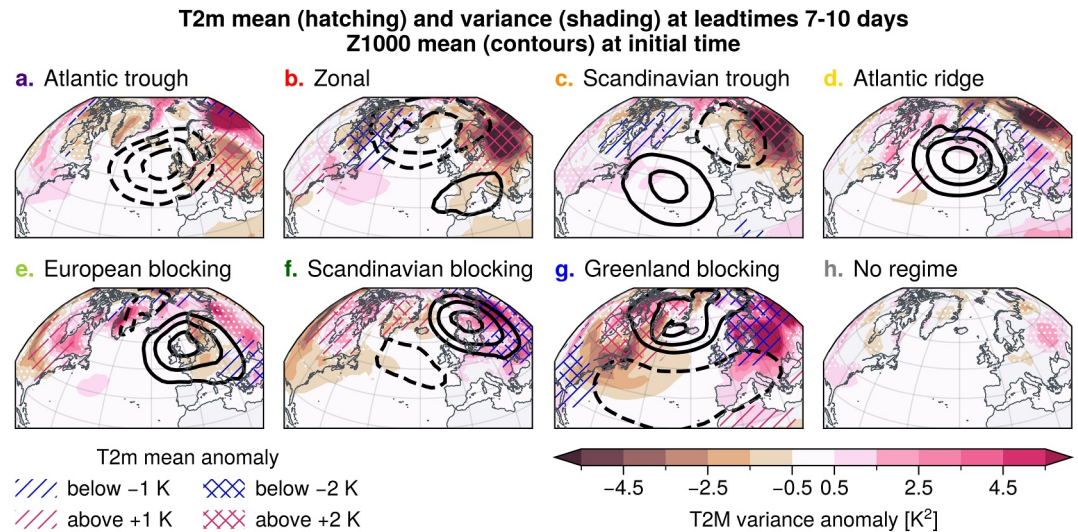 T2m mean (hatching) and variance (shading) at leadtimes 7-10 days
Z1000 mean (contours) at initial time
a. Atlantic trough
b. Zonal
c. Scandinavian trough
d. Atlantic ridge
e. European blocking
f. Scandinavian blocking
g. Greenland blocking
h. No regime
T2m mean anomaly
below −1 K
below −2 K
above +1 K
above +2 K
−4.5 −2.5 −0.5 0.5 2.5 4.5
T2M variance anomaly [K²]